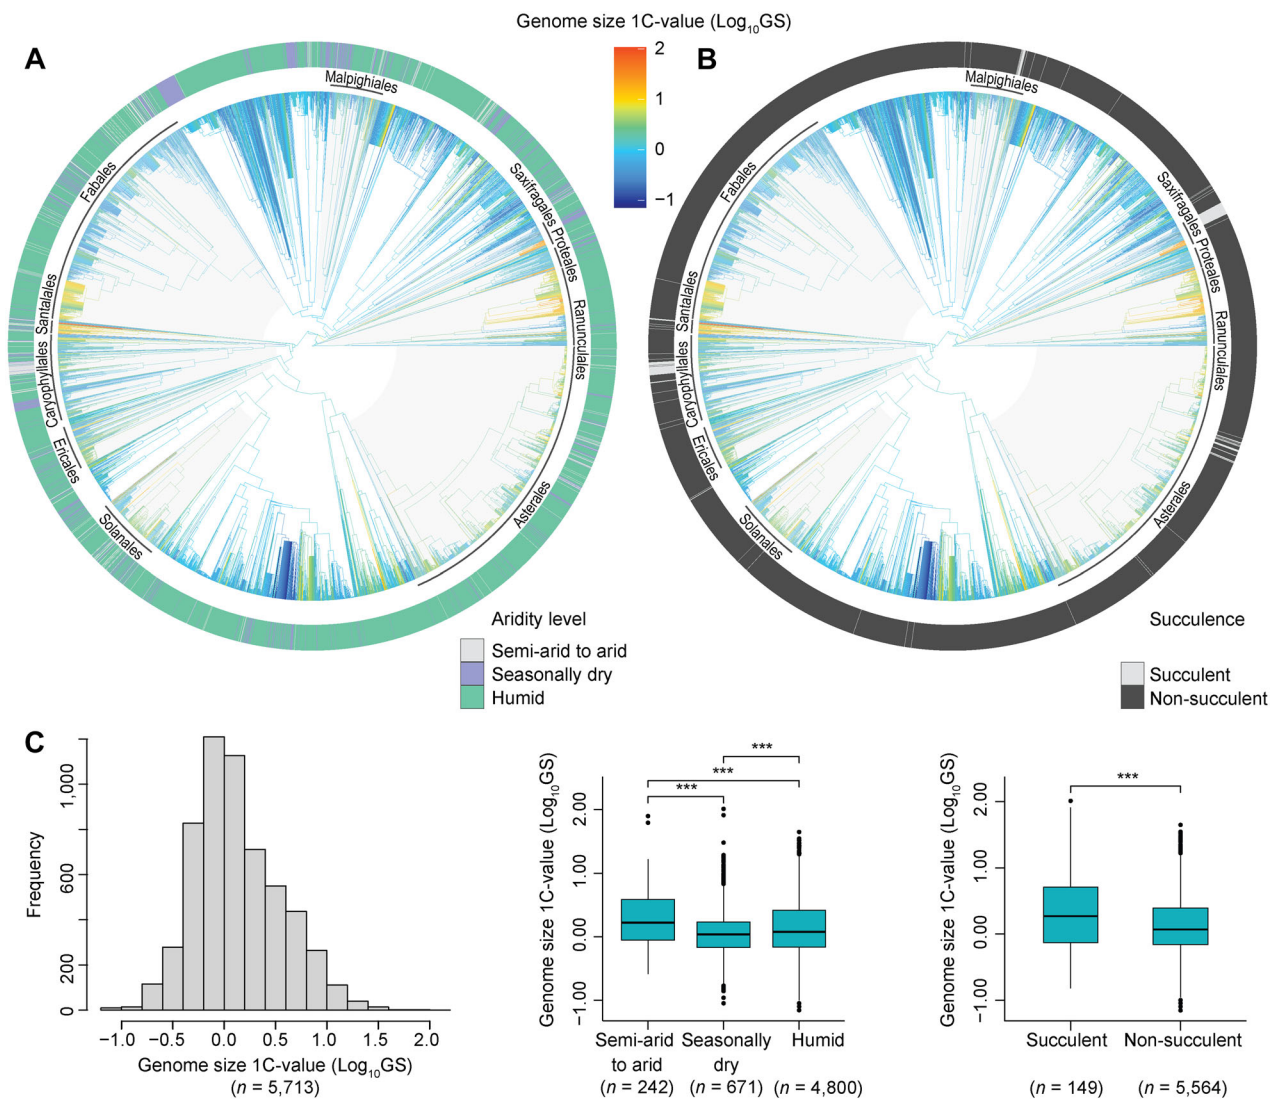 Genome size 1C-value (Log10GS)
A
B
2
1
0
−1
Malpighiales
Saxifragales
Proteales
Ranunculales
Asterales
Solanales
Ericales
Caryophyllales
Santalales
Fabales
Malpighiales
Saxifragales
Proteales
Ranunculales
Asterales
Solanales
Ericales
Caryophyllales
Santalales
Fabales
Aridity level
Semi-arid to arid
Seasonally dry
Humid
Succulence
Succulent
Non-succulent
C
Frequency
1,000
600
200
0
−1.0 −0.5 0.0 0.5 1.0 1.5 2.0
Genome size 1C-value (Log10GS)
(n = 5,713)
Genome size 1C-value (Log10GS)
2.00
1.00
0.00
−1.00
***
***
***
Semi-arid to arid
(n = 242)
Seasonally dry
(n = 671)
Humid
(n = 4,800)
Genome size 1C-value (Log10GS)
2.00
1.00
0.00
−1.00
***
Succulent
(n = 149)
Non-succulent
(n = 5,564)